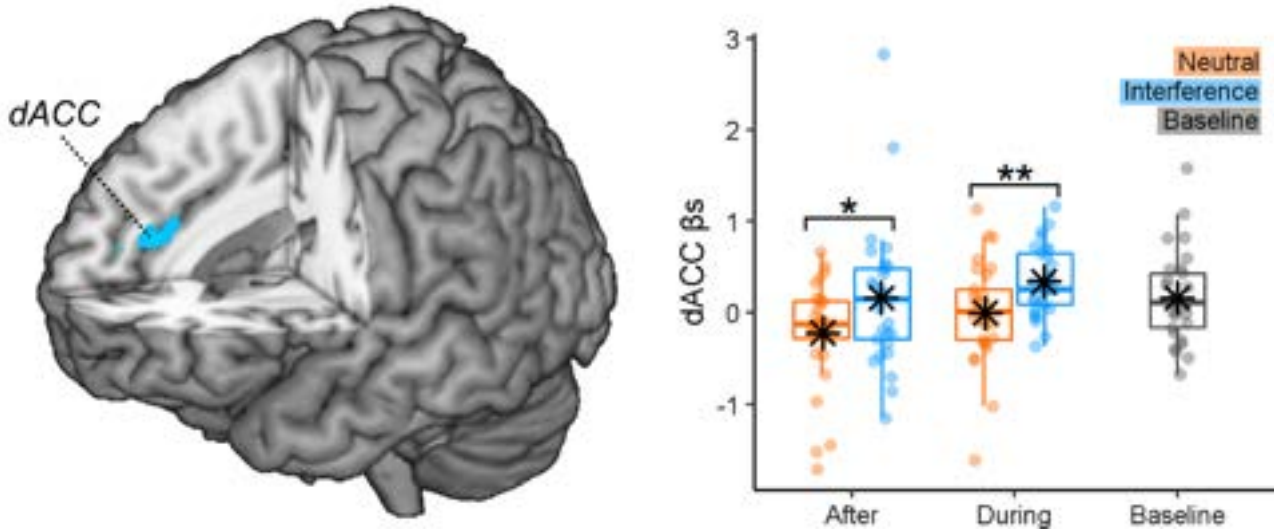 dACC
3
2
1
0
-1
dACC βs
Neutral
Interference
Baseline
*
**
After
During
Baseline